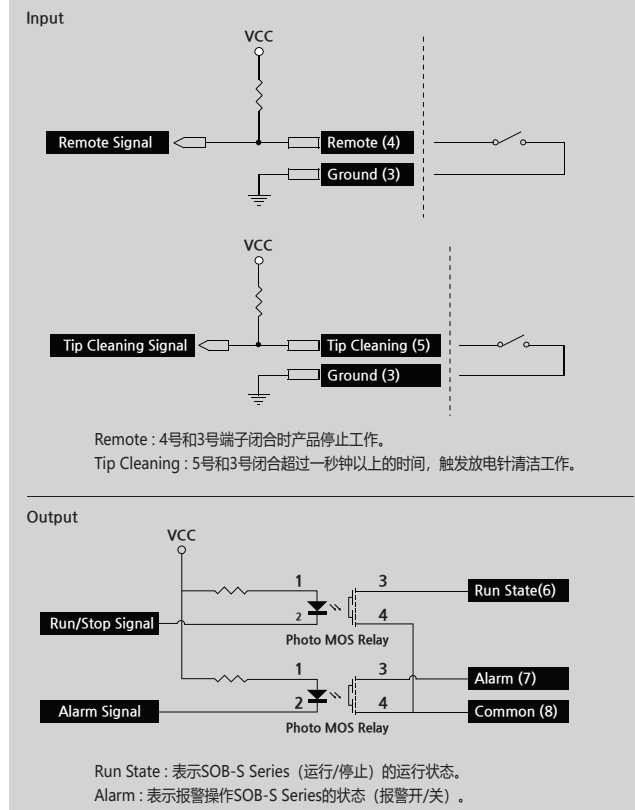 Input
VCC
Remote Signal
Remote (4)
Ground (3)
VCC
Tip Cleaning Signal
Tip Cleaning (5)
Ground (3)
Remote : 4号和3号端子闭合时产品停止工作。
Tip Cleaning : 5号和3号闭合超过一秒钟以上的时间，触发放电针清洁工作。
Output
VCC
1
3
Run State(6)
Run/Stop Signal
2
4
Photo MOS Relay
1
3
Alarm (7)
Alarm Signal
2
4
Common (8)
Photo MOS Relay
Run State : 表示SOB-S Series（运行/停止）的运行状态。
Alarm : 表示报警操作SOB-S Series的状态（报警开/关）.